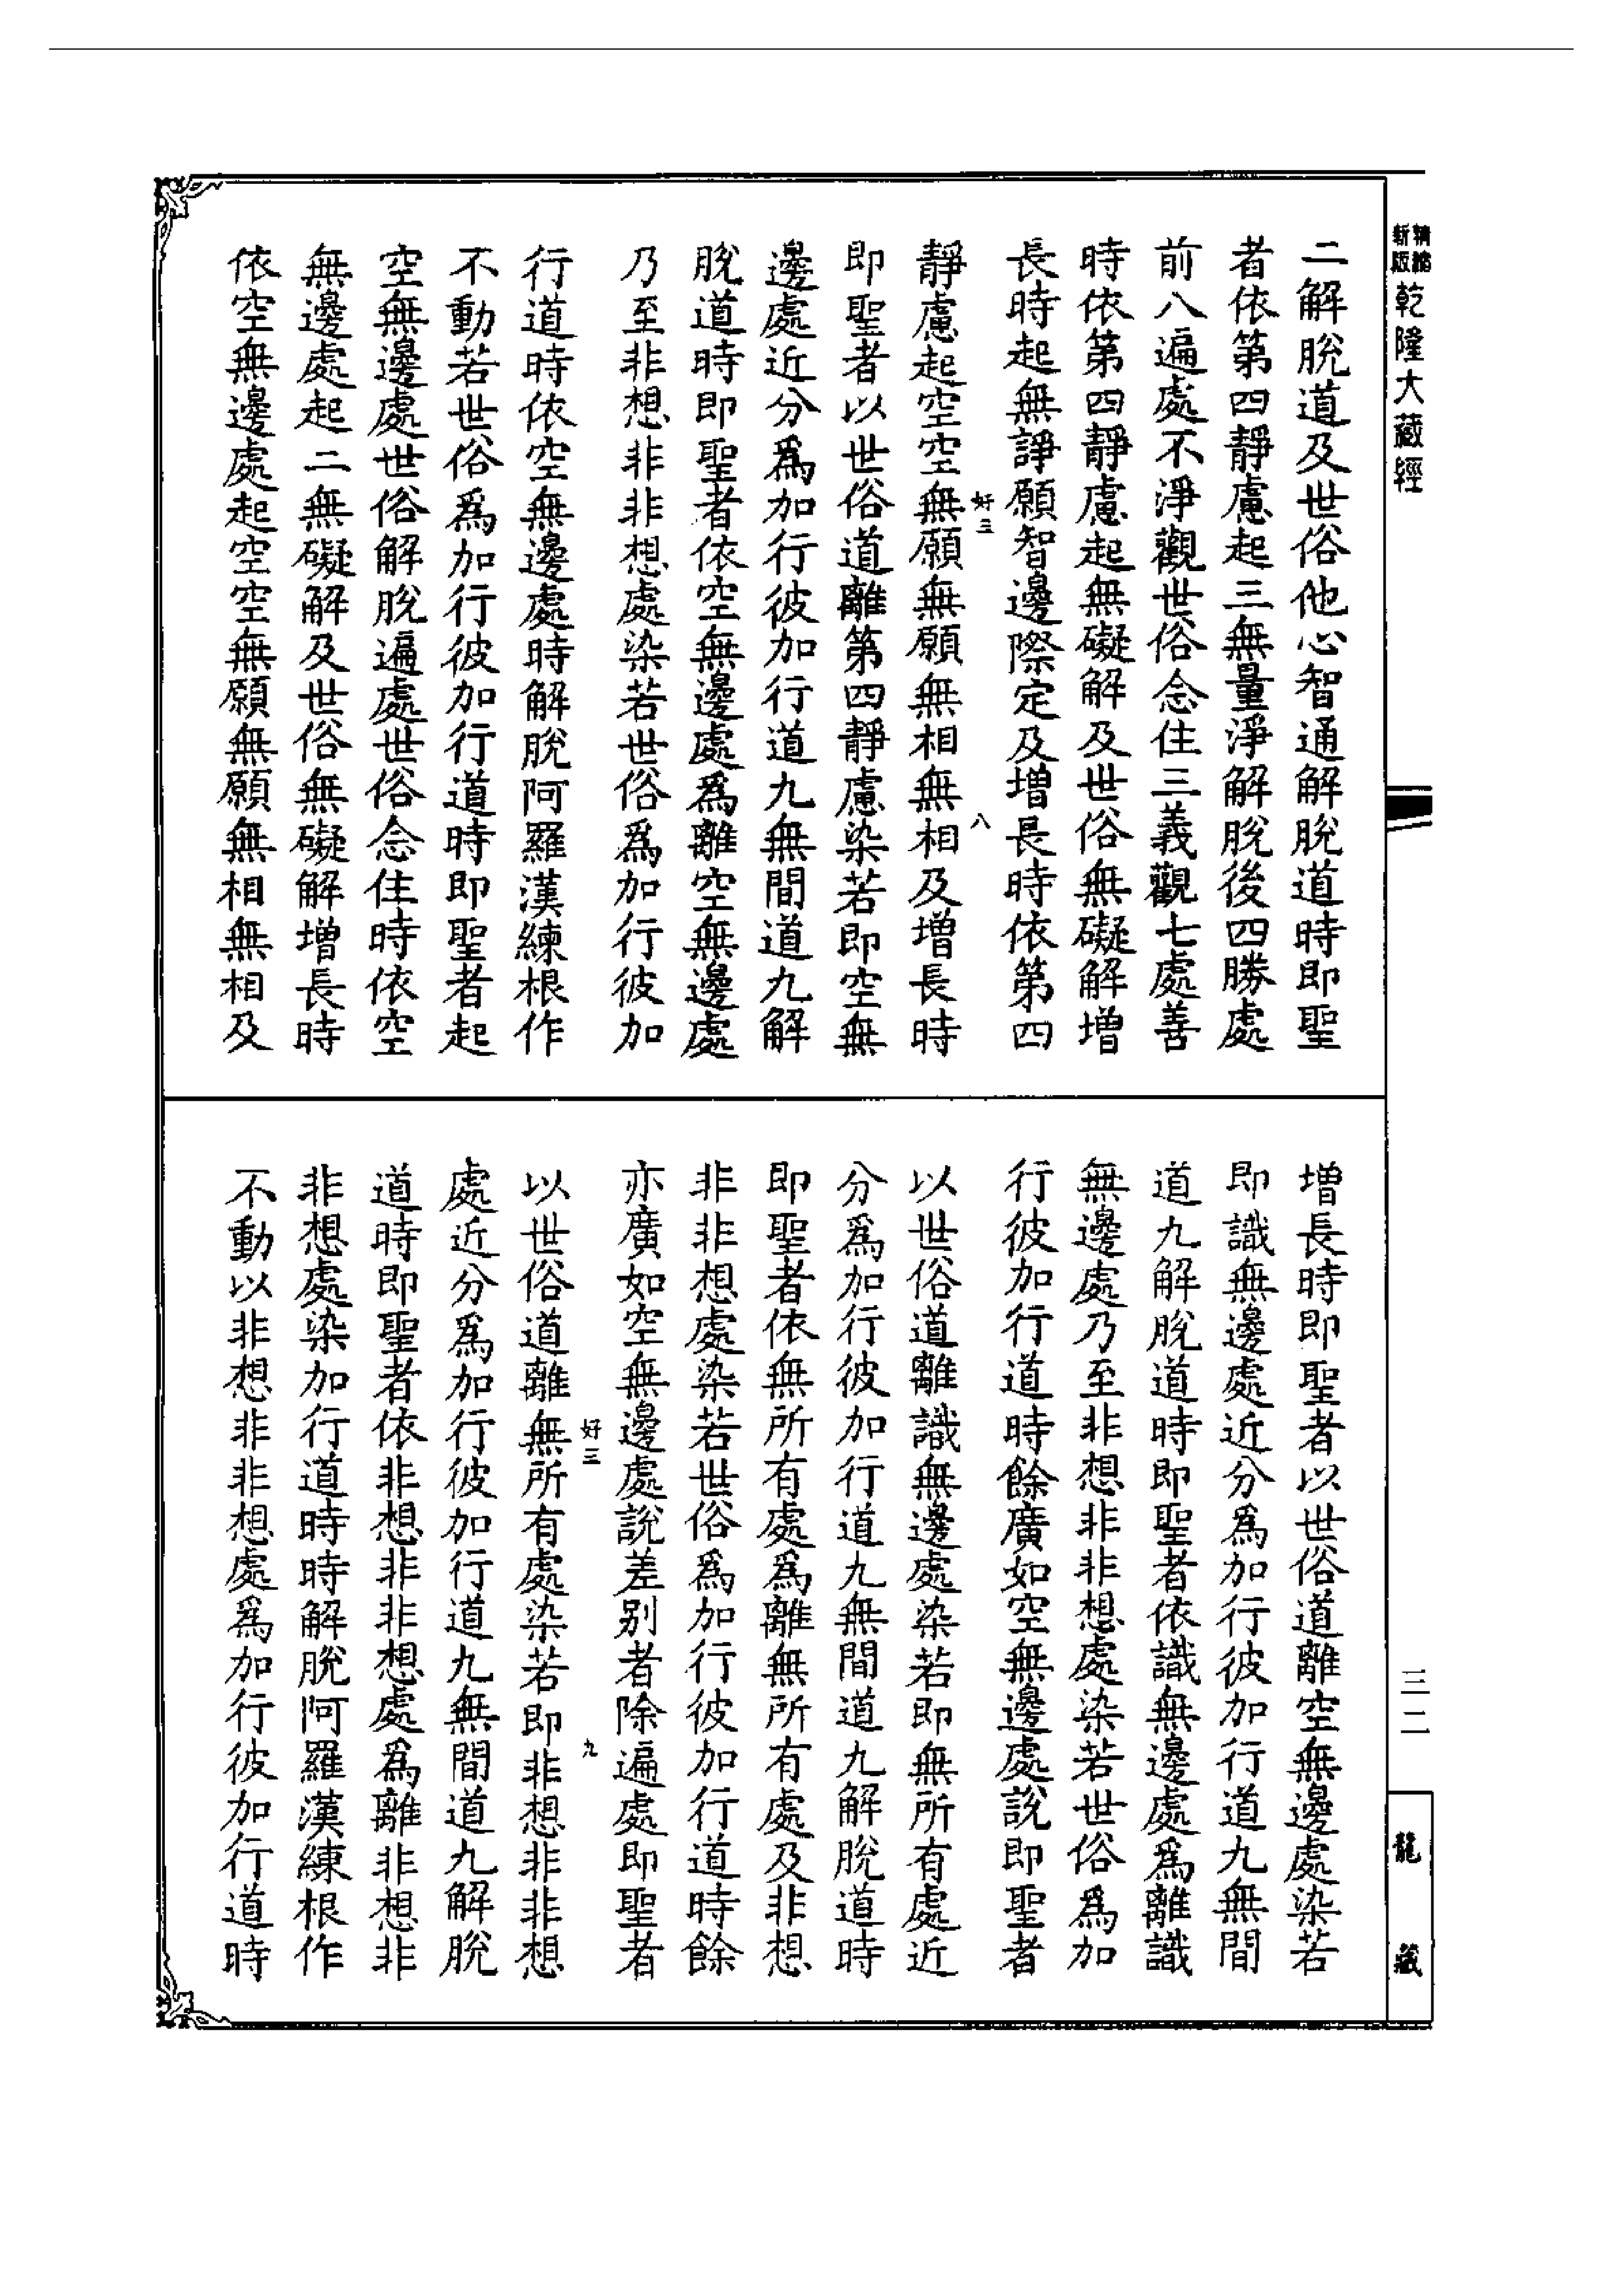 精縮新版乾隆大藏經
二解脫道及世俗他心智通解脫道時即聖
者依第四靜慮起三無量淨解脫後四勝處
前八遍處不淨觀世俗念住三義觀七處善
時依第四靜慮起無礙解及世俗無礙解增
長時起無諍願智邊際定及增長時依第四
好三
八
靜慮起空空無願無願無相無相及增長時
即聖者以世俗道離第四靜慮染若即空無
邊處近分爲加行彼加行道九無間道九解
脫道時即聖者依空無邊處爲離空無邊處
乃至非想非非想處染若世俗爲加行彼加
行道時依空無邊處時解脫阿羅漢練根作
不動若世俗爲加行彼加行道時即聖者起
空無邊處世俗解脫遍處世俗念住時依空
無邊處起二無礙解及世俗無礙解增長時
依空無邊處起空空無願無願無相無相及
增長時即聖者以世俗道離空無邊處染若
即識無邊處近分爲加行彼加行道九無間
道九解脫道時即聖者依識無邊處爲離識
無邊處乃至非想非非想處染若世俗爲加
行彼加行道時餘廣如空無邊處說即聖者
以世俗道離識無邊處染若即無所有處近
分爲加行彼加行道九無間道九解脫道時
即聖者依無所有處爲離無所有處及非想
非非想處染若世俗爲加行彼加行道時餘
亦廣如空無邊處說差別者除遍處即聖者
好三
九
以世俗道離無所有處染若即非想非非想
處近分爲加行彼加行道九無間道九解脫
道時即聖者依非想非非想處爲離非想非
非想處染加行道時時解脫阿羅漢練根作
不動以非想非非想處爲加行彼加行道時
三二
龍藏